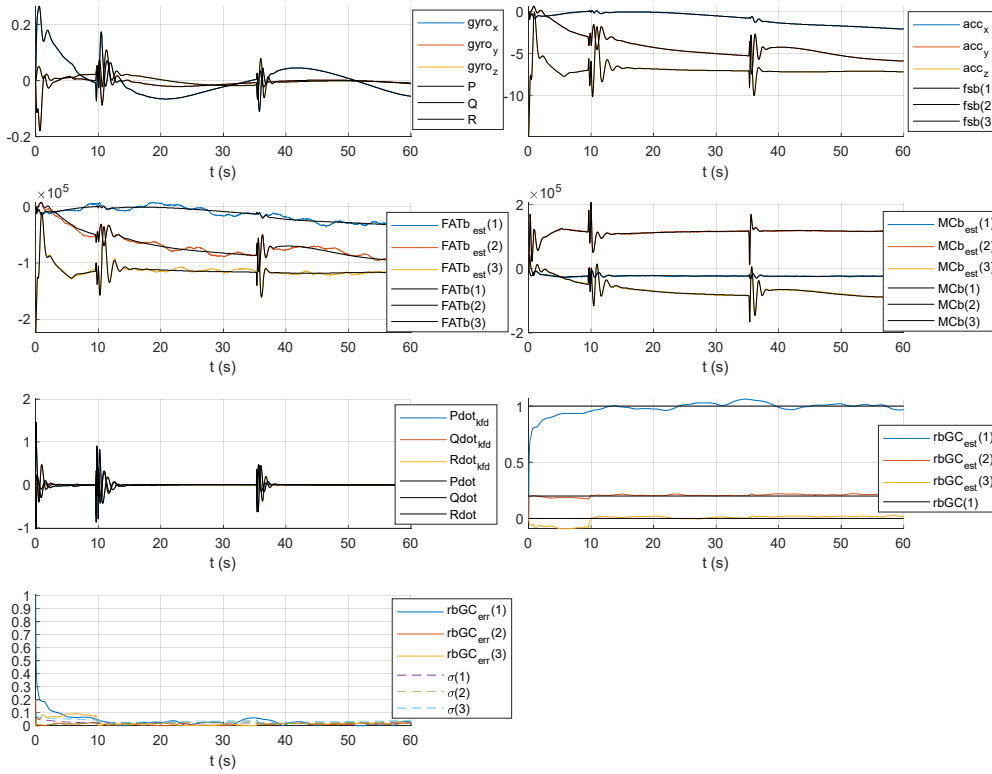 0.2
0
-0.2
0 10 20 30 40 50 60
t (s)
gyro_x
gyro_y
gyro_z
P
Q
R
0
-5
-10
0 10 20 30 40 50 60
t (s)
acc_x
acc_y
acc_z
fsb(1
fsb(2
fsb(3
×10^5
0
-1
-2
0 10 20 30 40 50 60
t (s)
FATb_est(1)
FATb_est(2)
FATb_est(3)
FATb(1)
FATb(2)
FATb(3)
×10^5
2
0
-2
0 10 20 30 40 50 60
t (s)
MCb_est(1)
MCb_est(2)
MCb_est(3)
MCb(1)
MCb(2)
MCb(3)
2
1
0
-1
0 10 20 30 40 50 60
t (s)
Pdot_kfd
Qdot_kfd
Rdot_kfd
Pdot
Qdot
Rdot
1
0.5
0
0 10 20 30 40 50 60
t (s)
rbGC_est(1)
rbGC_est(2)
rbGC_est(3)
rbGC(1)
1
0.9
0.8
0.7
0.6
0.5
0.4
0.3
0.2
0.1
0
0 10 20 30 40 50 60
t (s)
rbGC_err(1)
rbGC_err(2)
rbGC_err(3)
σ(1)
σ(2)
σ(3)